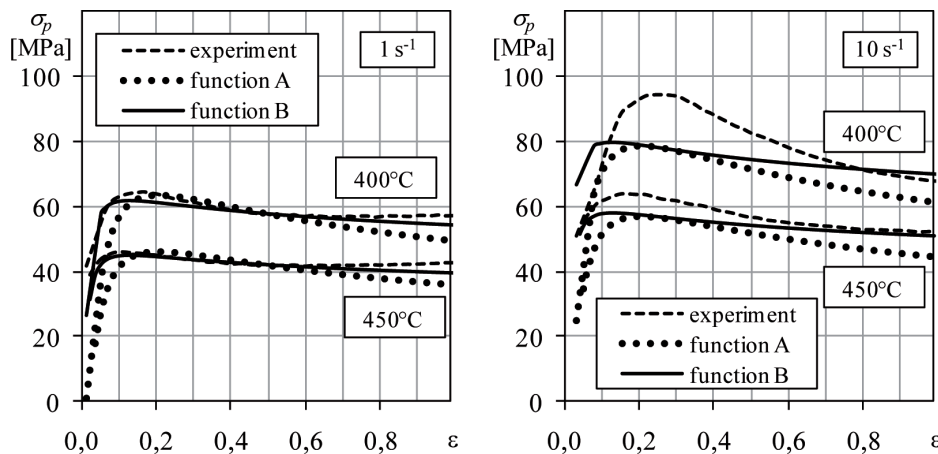 σp
[MPa]
100
80
60
40
20
0
0,0 0,2 0,4 0,6 0,8 ε
experiment
function A
function B
1 s-1
400°C
450°C
σp
[MPa]
100
80
60
40
20
0
0,0 0,2 0,4 0,6 0,8 ε
10 s-1
400°C
450°C
experiment
function A
function B